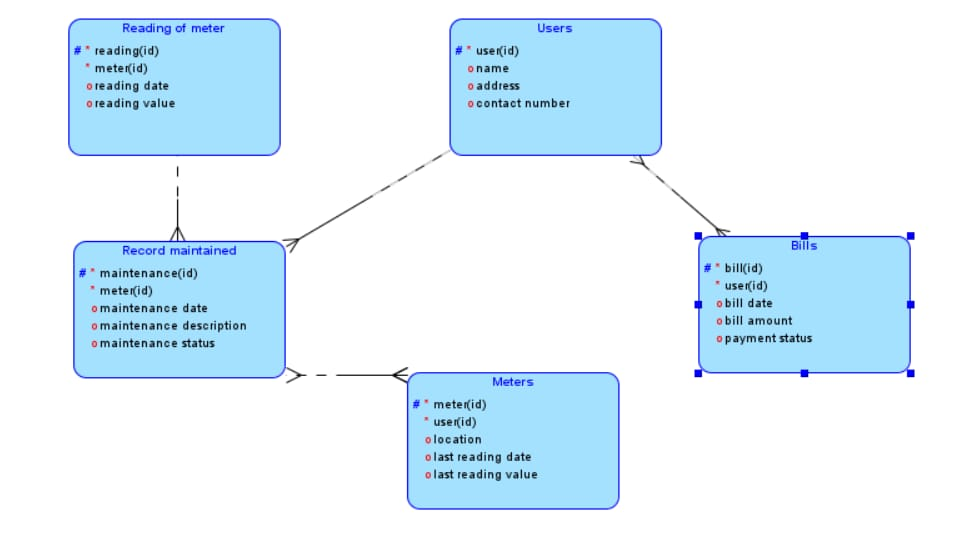 Reading of meter
# * reading(id)
* meter(id)
o reading date
o reading value
Users
# * user(id)
o name
o address
o contact number
Record maintained
# * maintenance(id)
* meter(id)
o maintenance date
o maintenance description
o maintenance status
Bills
# * bill(id)
* user(id)
o bill date
o bill amount
o payment status
Meters
# * meter(id)
* user(id)
o location
o last reading date
o last reading value